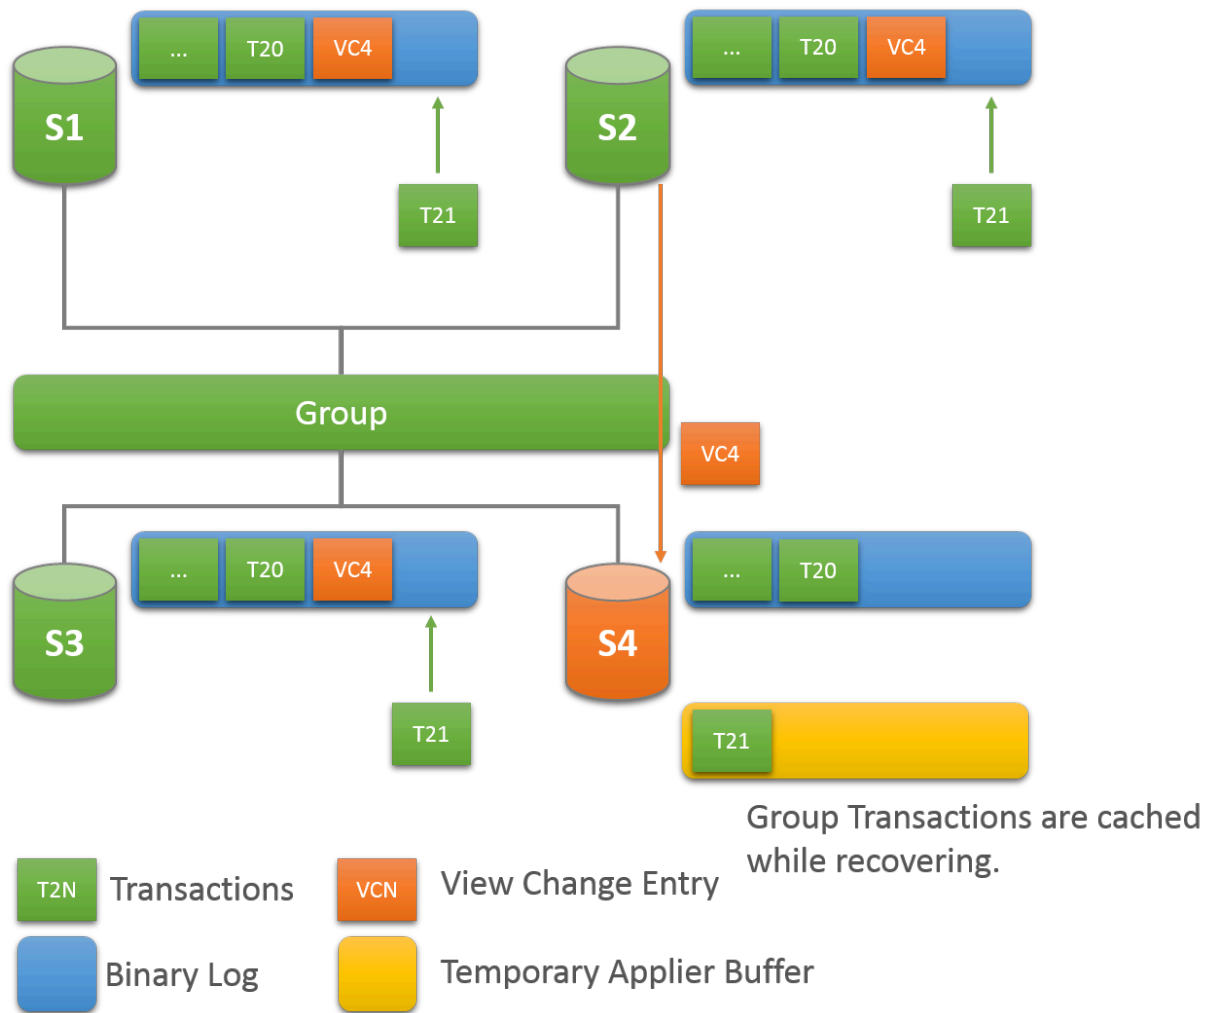 ... T20 VC4
S1
T21
... T20 VC4
S2
T21
Group
VC4
... T20 VC4
S3
T21
... T20
S4
T21
Group Transactions are cached
while recovering.
T2N Transactions
VCN View Change Entry
Binary Log
Temporary Applier Buffer